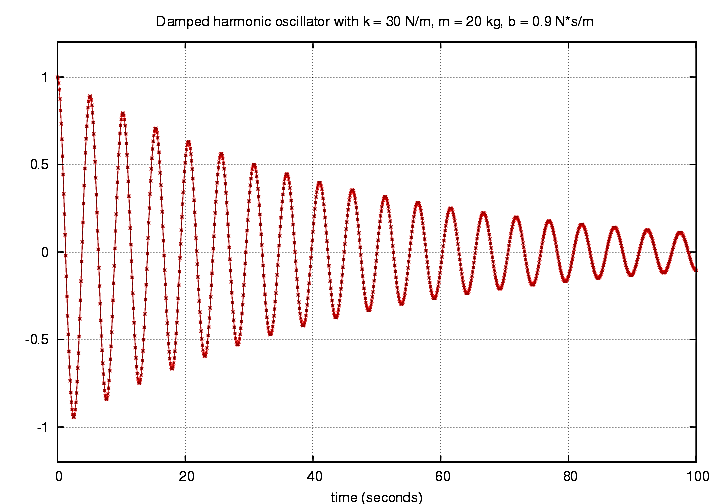 Damped harmonic oscillator with k = 30 N/m, m = 20 kg, b = 0.9 N*s/m
1
0.5
0
-0.5
-1
0 20 40 60 80 100
time (seconds)